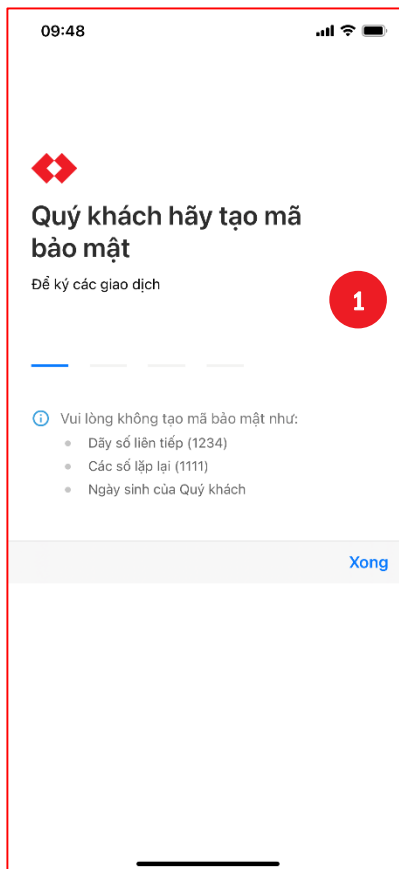 09:48
Quý khách hãy tạo mã
bảo mật
Để ký các giao dịch
1
Vui lòng không tạo mã bảo mật như:
Dãy số liên tiếp (1234)
Các số lặp lại (1111)
Ngày sinh của Quý khách
Xong